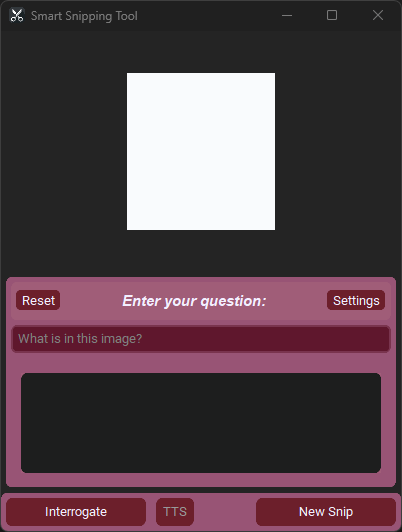 Smart Snipping Tool
Reset
Enter your question:
Settings
What is in this image?
Interrogate
TTS
New Snip